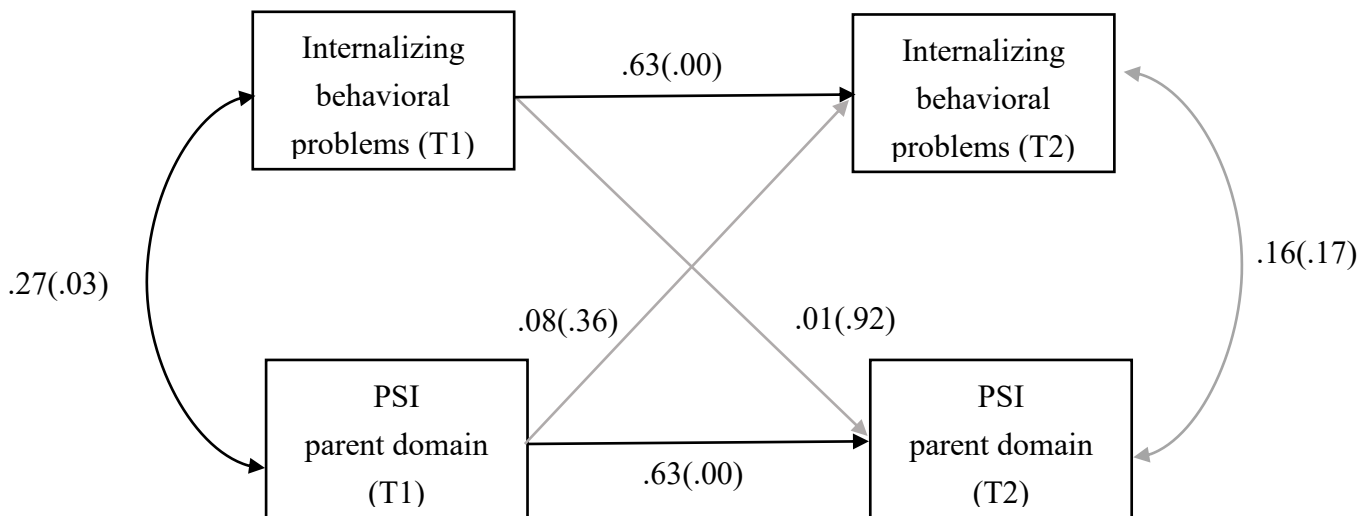 Internalizing
behavioral
problems (T1)
.63(.00)
Internalizing
behavioral
problems (T2)
.27(.03)
.08(.36)
.01(.92)
.16(.17)
PSI
parent domain
(T1)
.63(.00)
PSI
parent domain
(T2)